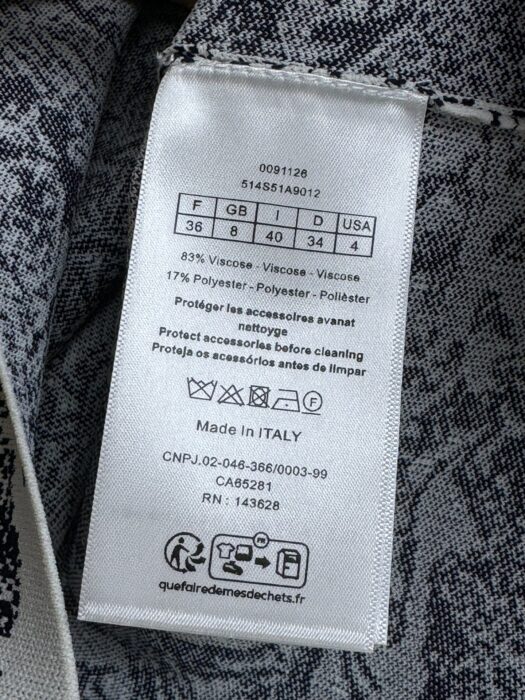 0091126
514S51A9012
F GB I D USA
36 8 40 34 4
83% Viscose - Viscose - Viscose
17% Polyester - Polyester - Polièster
Protéger les accessoires avanat
nettoyge
Protect accessories before cleaning
Proteja os acessórlos antes de limpar
F
Made in ITALY
CNPJ.02-046-366/0003-99
CA65281
RN : 143628
FR
quefairedemesdechets.fr